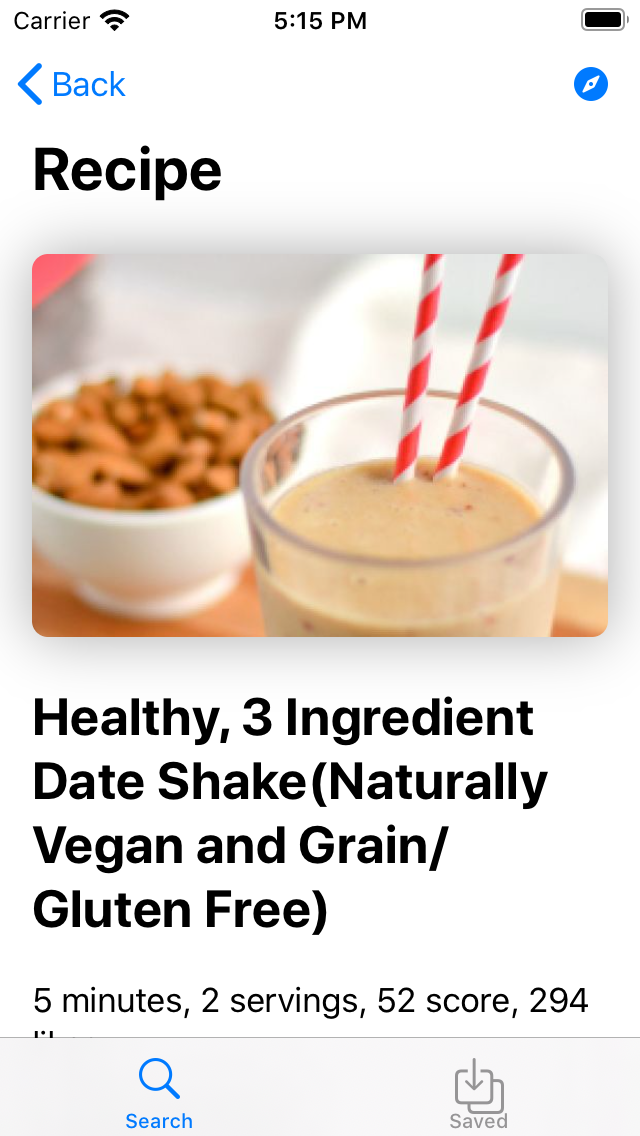 Carrier 5:15 PM
Back
Recipe
Healthy, 3 Ingredient
Date Shake(Naturally
Vegan and Grain/
Gluten Free)
5 minutes, 2 servings, 52 score, 294
Search
Saved